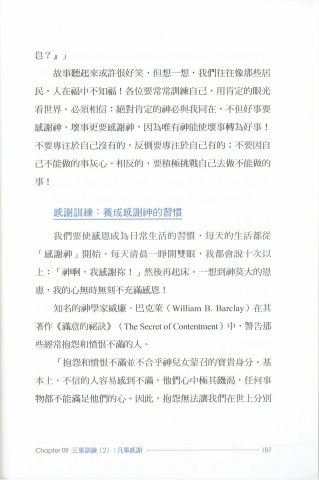 息？』」
故事聽起來或許很好笑，但想一想，我們往往像那些居
民，人在福中不知福！各位要常常訓練自己，用肯定的眼光
看世界。必須相信：絕對肯定的神必與我同在。不但好事要
感謝神，壞事更要感謝神，因為唯有神能使壞事轉為好事！
不要專注於自己沒有的，反倒要專注於自己有的；不要因自
己不能做的事灰心，相反的，要積極挑戰自己去做不能做的
事！
感謝訓練：養成感謝神的習慣
我們要使感恩成為日常生活的習慣，每天的生活都從
「感謝神」開始。每天清晨一睜開雙眼，我都會說十次以
上：「神啊，我感謝祢！」然後再起床。一想到神莫大的恩
惠，我的心無時無刻不充滿感恩！
知名的神學家威廉．巴克萊（William B. Barclay）在其
著作《滿意的祕訣》（The Secret of Contentment）中，警告那
些經常抱怨和憤恨不滿的人。
「抱怨和憤恨不滿並不合乎神兒女蒙召的寶貴身分。基
本上，不信的人容易感到不滿，他們心中極其饑渴，任何事
物都不能滿足他們的心。因此，抱怨無法讓我們在世上分別
Chapter 09 三重訓練（2）：凡事感謝 187